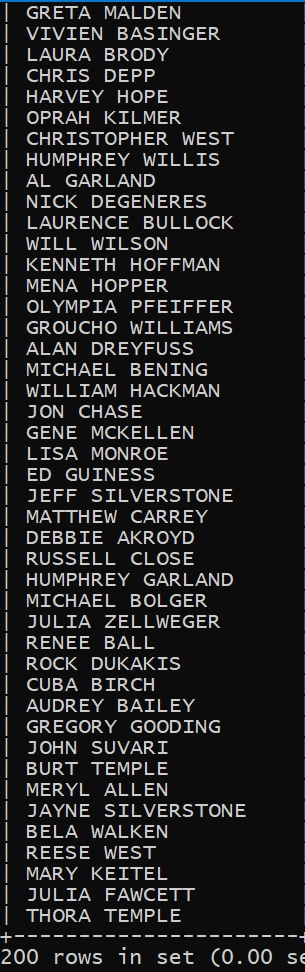 | GRETA MALDEN
| VIVIEN BASINGER
| LAURA BRODY
| CHRIS DEPP
| HARVEY HOPE
| OPRAH KILMER
| CHRISTOPHER WEST
| HUMPHREY WILLIS
| AL GARLAND
| NICK DEGENERES
| LAURENCE BULLOCK
| WILL WILSON
| KENNETH HOFFMAN
| MENA HOPPER
| OLYMPIA PFEIFFER
| GROUCHO WILLIAMS
| ALAN DREYFUSS
| MICHAEL BENING
| WILLIAM HACKMAN
| JON CHASE
| GENE MCKELLEN
| LISA MONROE
| ED GUINESS
| JEFF SILVERSTONE
| MATTHEW CARREY
| DEBBIE AKROYD
| RUSSELL CLOSE
| HUMPHREY GARLAND
| MICHAEL BOLGER
| JULIA ZELLWEGER
| RENEE BALL
| ROCK DUKAKIS
| CUBA BIRCH
| AUDREY BAILEY
| GREGORY GOODING
| JOHN SUVARI
| BURT TEMPLE
| MERYL ALLEN
| JAYNE SILVERSTONE
| BELA WALKEN
| REESE WEST
| MARY KEITEL
| JULIA FAWCETT
| THORA TEMPLE
+----------------------+
200 rows in set (0.00 se